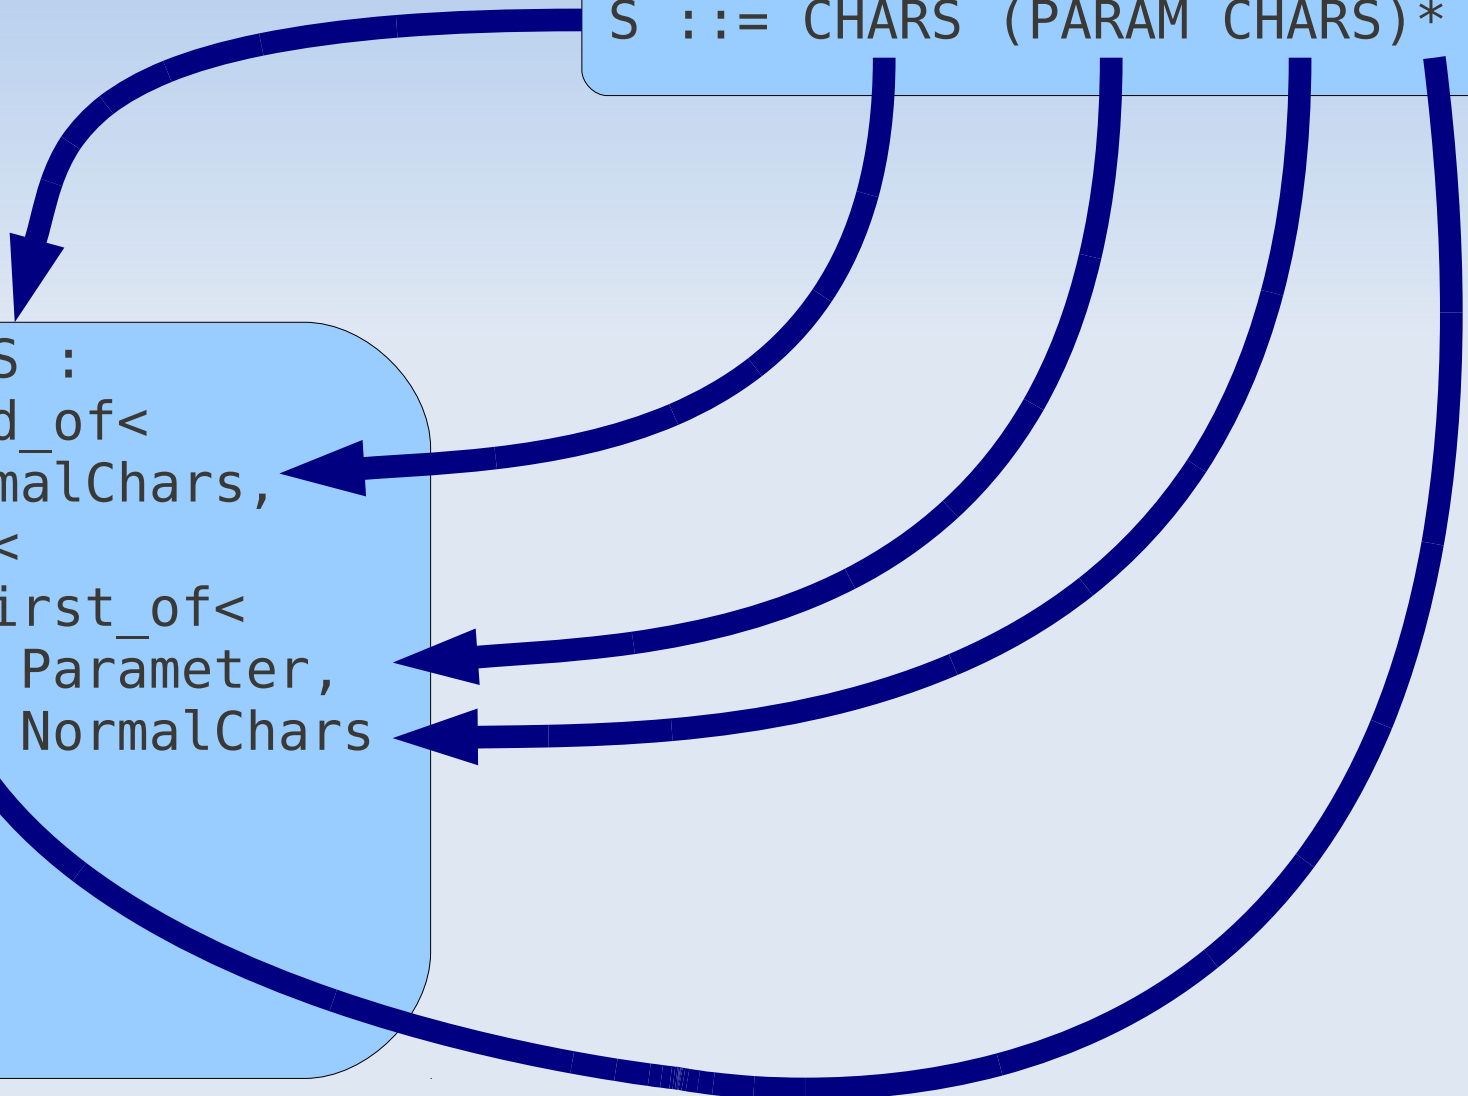 S ::= CHARS (PARAM CHARS)*
S :
d_of<
malChars,
<
irst_of<
Parameter,
NormalChars